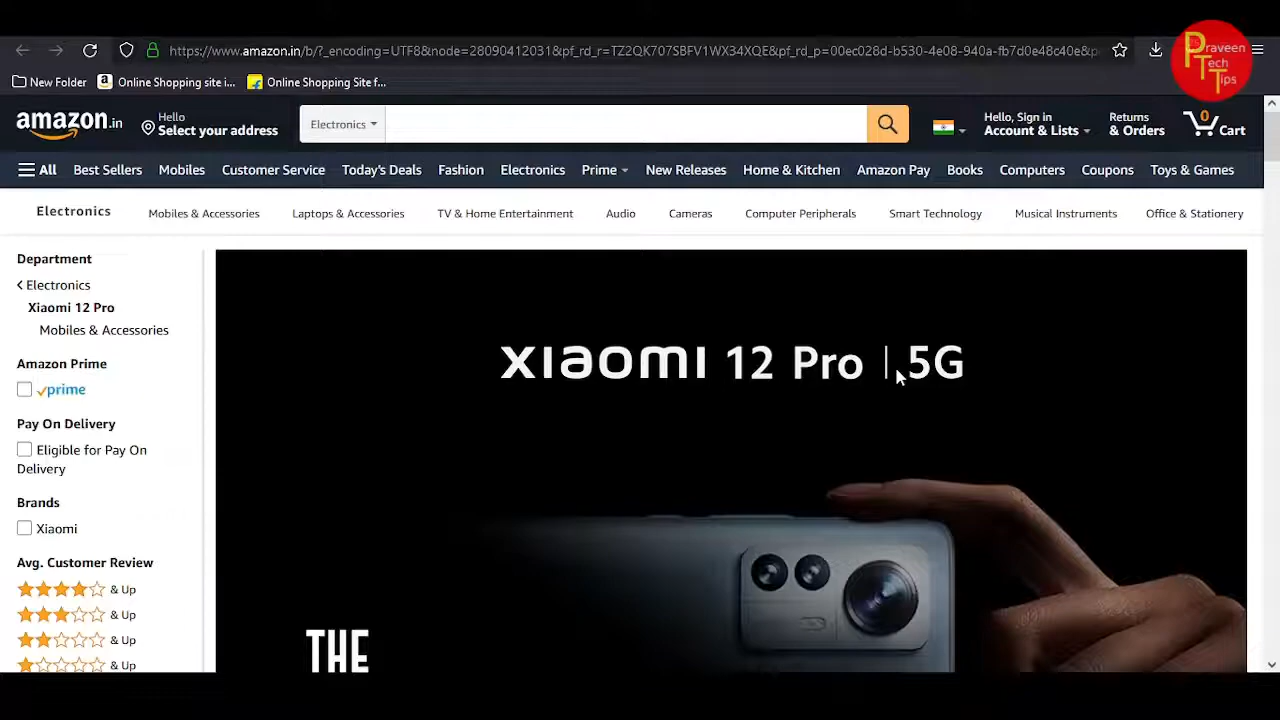 PTT
Praveen
Tech
Tips
https://www.amazon.in/b/?_encoding=UTF8&node=28090412031&pf_rd_r=TZ2QK707SBFV1WX34XQE&pf_rd_p=00ec028d-b530-4e08-940a-fb7d0e48c40e&p
New Folder
Online Shopping site i...
Online Shopping Site f...
amazon.in
Hello
Select your address
Electronics
Hello, Sign in
Account & Lists
Returns
& Orders
0
Cart
All
Best Sellers
Mobiles
Customer Service
Today's Deals
Fashion
Electronics
Prime
New Releases
Home & Kitchen
Amazon Pay
Books
Computers
Coupons
Toys & Games
Electronics
Mobiles & Accessories
Laptops & Accessories
TV & Home Entertainment
Audio
Cameras
Computer Peripherals
Smart Technology
Musical Instruments
Office & Stationery
Department
Electronics
Xiaomi 12 Pro
Mobiles & Accessories
Amazon Prime
prime
Pay On Delivery
Eligible for Pay On
Delivery
Brands
Xiaomi
Avg. Customer Review
& Up
& Up
& Up
& Up
xiaomi 12 Pro | 5G
THE